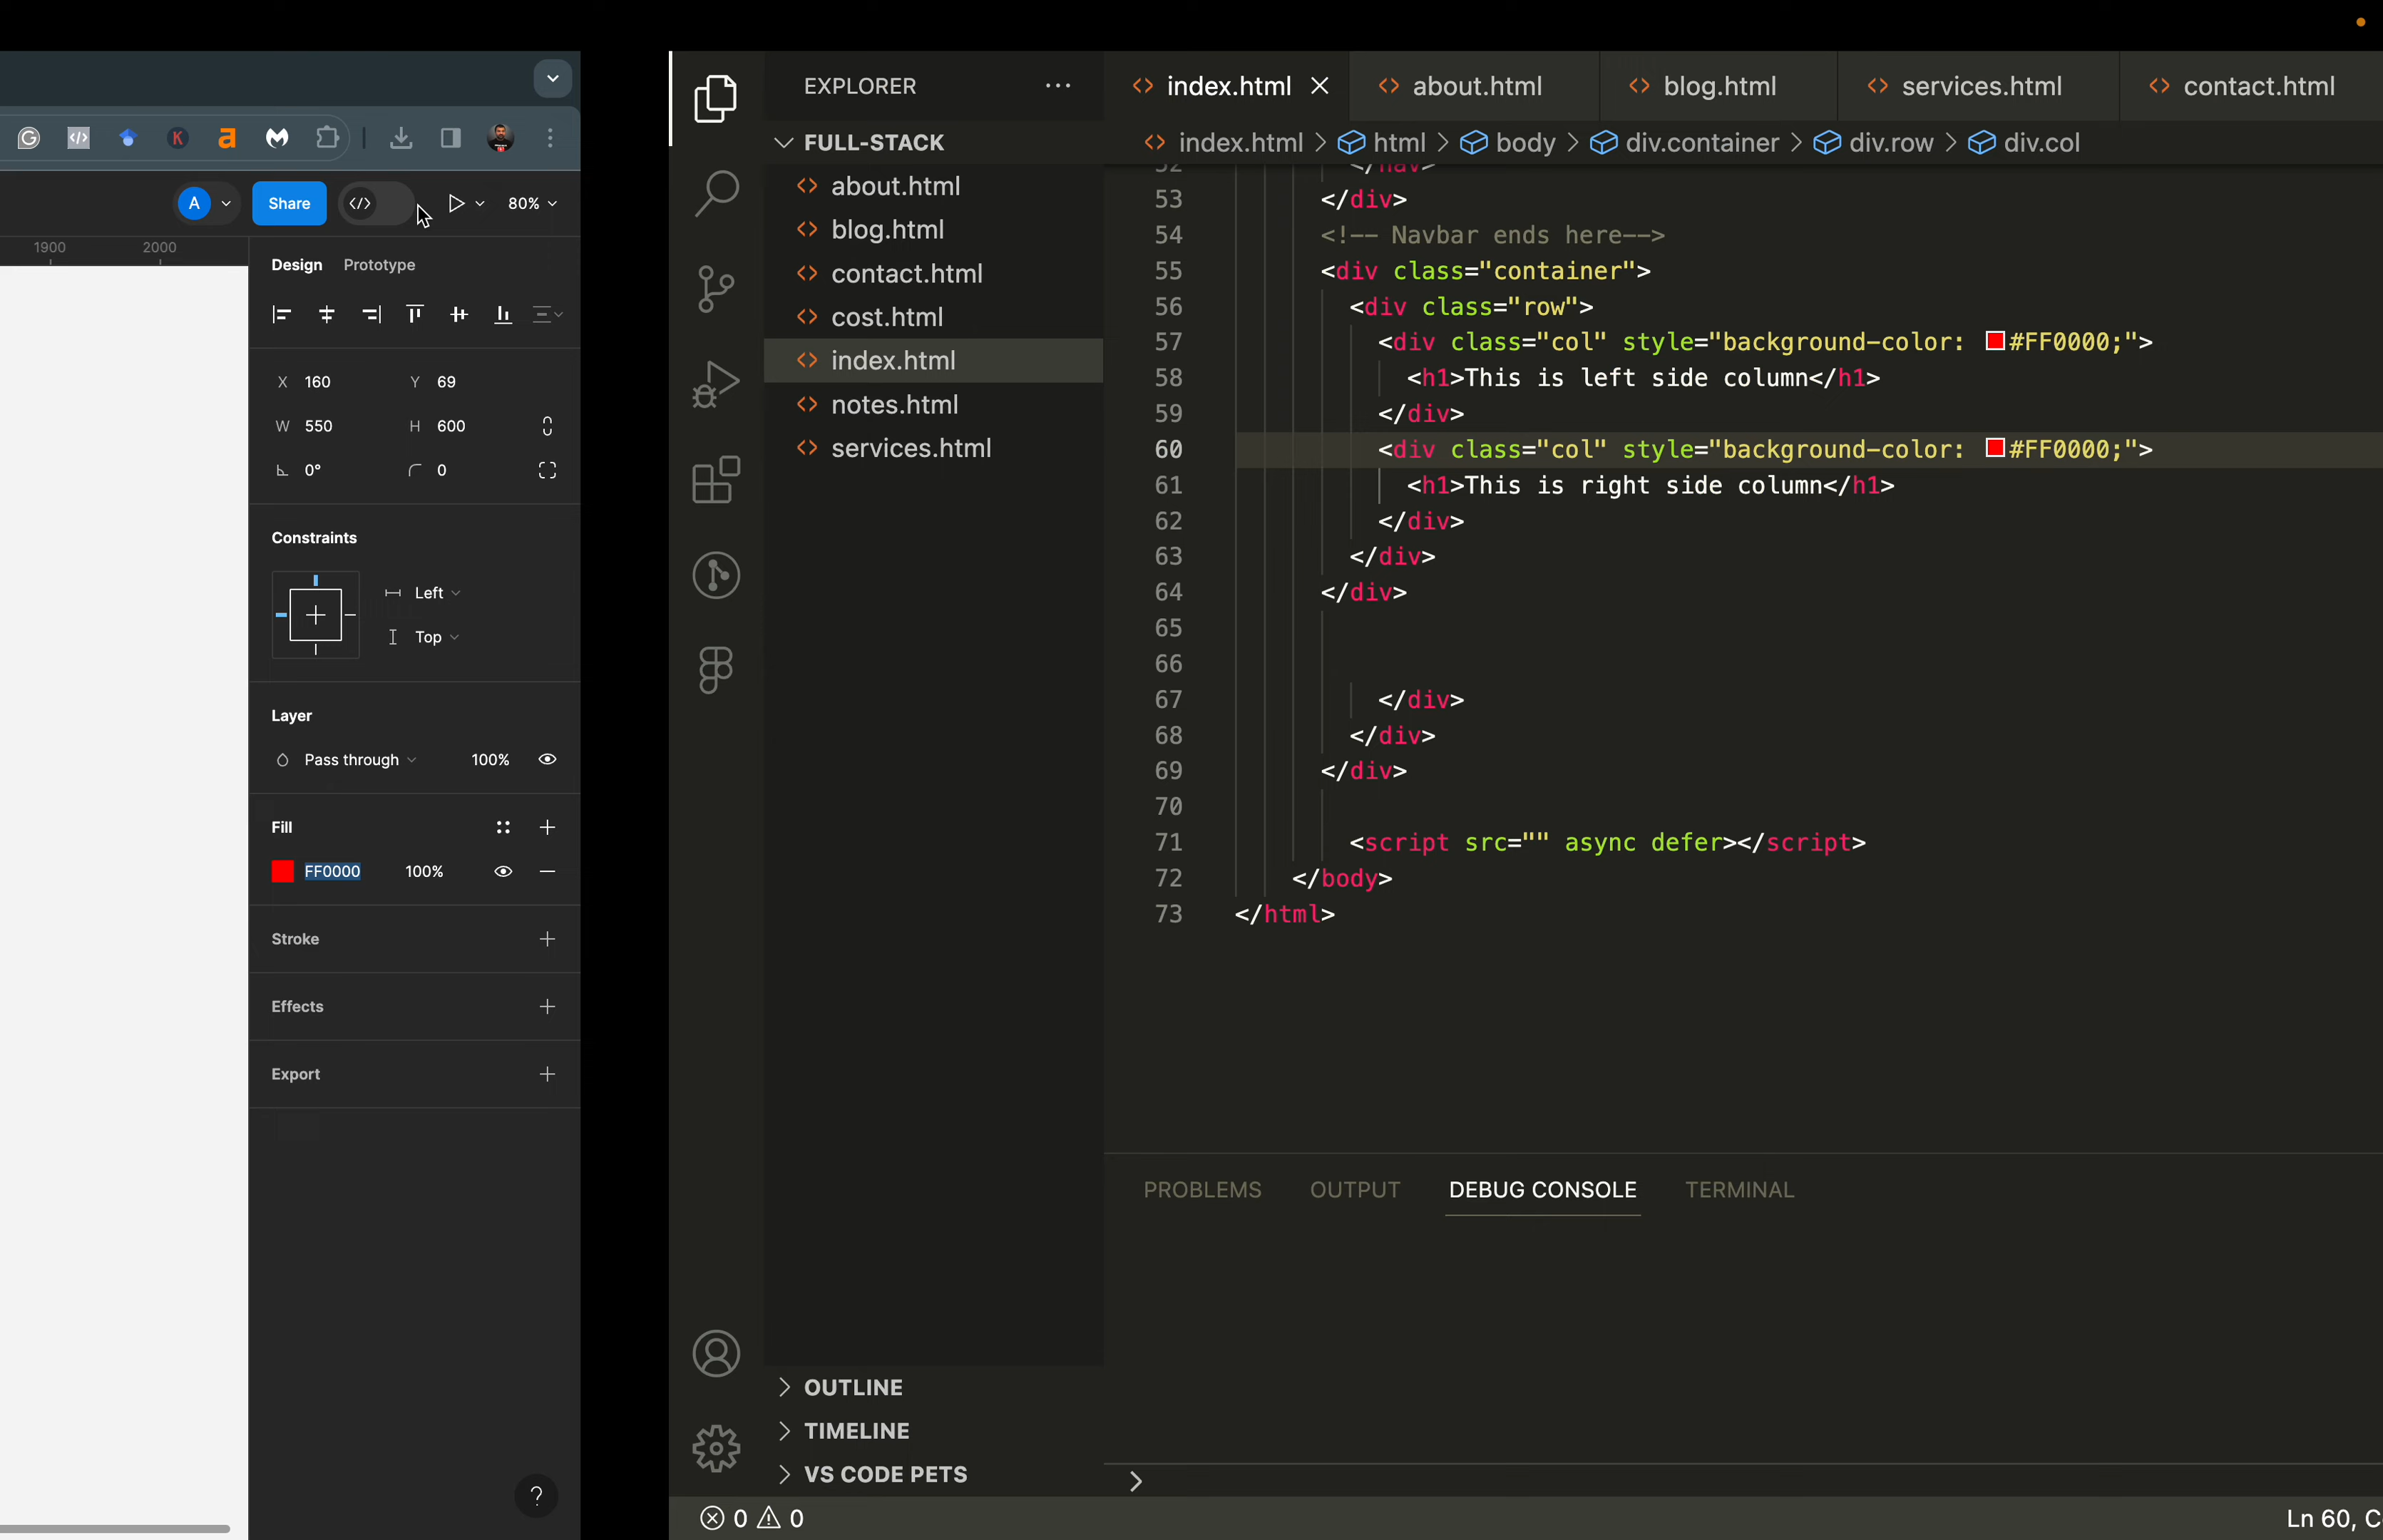 A
Share
80%
1900 2000
Design Prototype
X 160 Y 69
W 550 H 600
0° 0
Constraints
Left
Top
Layer
Pass through 100%
Fill
FF0000 100%
Stroke
Effects
Export
?
EXPLORER ···
FULL-STACK
<> about.html
<> blog.html
<> contact.html
<> cost.html
<> index.html
<> notes.html
<> services.html
OUTLINE
TIMELINE
VS CODE PETS
<> index.html <> about.html <> blog.html <> services.html <> contact.html
<> index.html > html > body > div.container > div.row > div.col
52 </nav>
53 </div>
54 <!-- Navbar ends here-->
55 <div class="container">
56 <div class="row">
57 <div class="col" style="background-color: #FF0000;">
58 <h1>This is left side column</h1>
59 </div>
60 <div class="col" style="background-color: #FF0000;">
61 <h1>This is right side column</h1>
62 </div>
63 </div>
64 </div>
65
66
67 </div>
68 </div>
69 </div>
70
71 <script src="" async defer></script>
72 </body>
73 </html>
PROBLEMS OUTPUT DEBUG CONSOLE TERMINAL
>
0 0
Ln 60, C